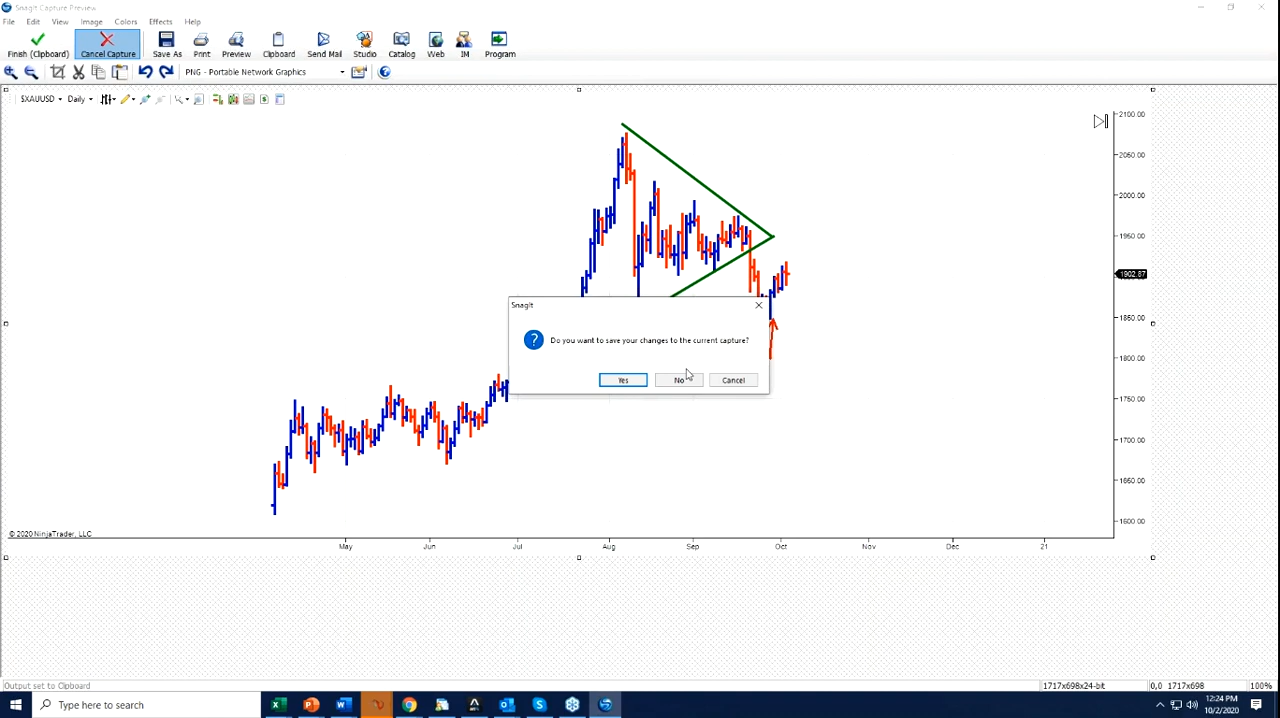 SnagIt Capture Preview
File Edit View Image Colors Effects Help
Finish (Clipboard) Cancel Capture Save As Print Preview Clipboard Send Mail Studio Catalog Web IM Program
PNG - Portable Network Graphics
$XAUUSD Daily
2100.00
2050.00
2000.00
1950.00
1902.87
1850.00
1800.00
1750.00
1700.00
1650.00
1600.00
SnagIt
Do you want to save your changes to the current capture?
Yes No Cancel
© 2020 NinjaTrader, LLC
May Jun Jul Aug Sep Oct Nov Dec 21
Output set to Clipboard 1717x698x24-bit 0,0 1717x698 100%
Type here to search
12:24 PM
10/2/2020